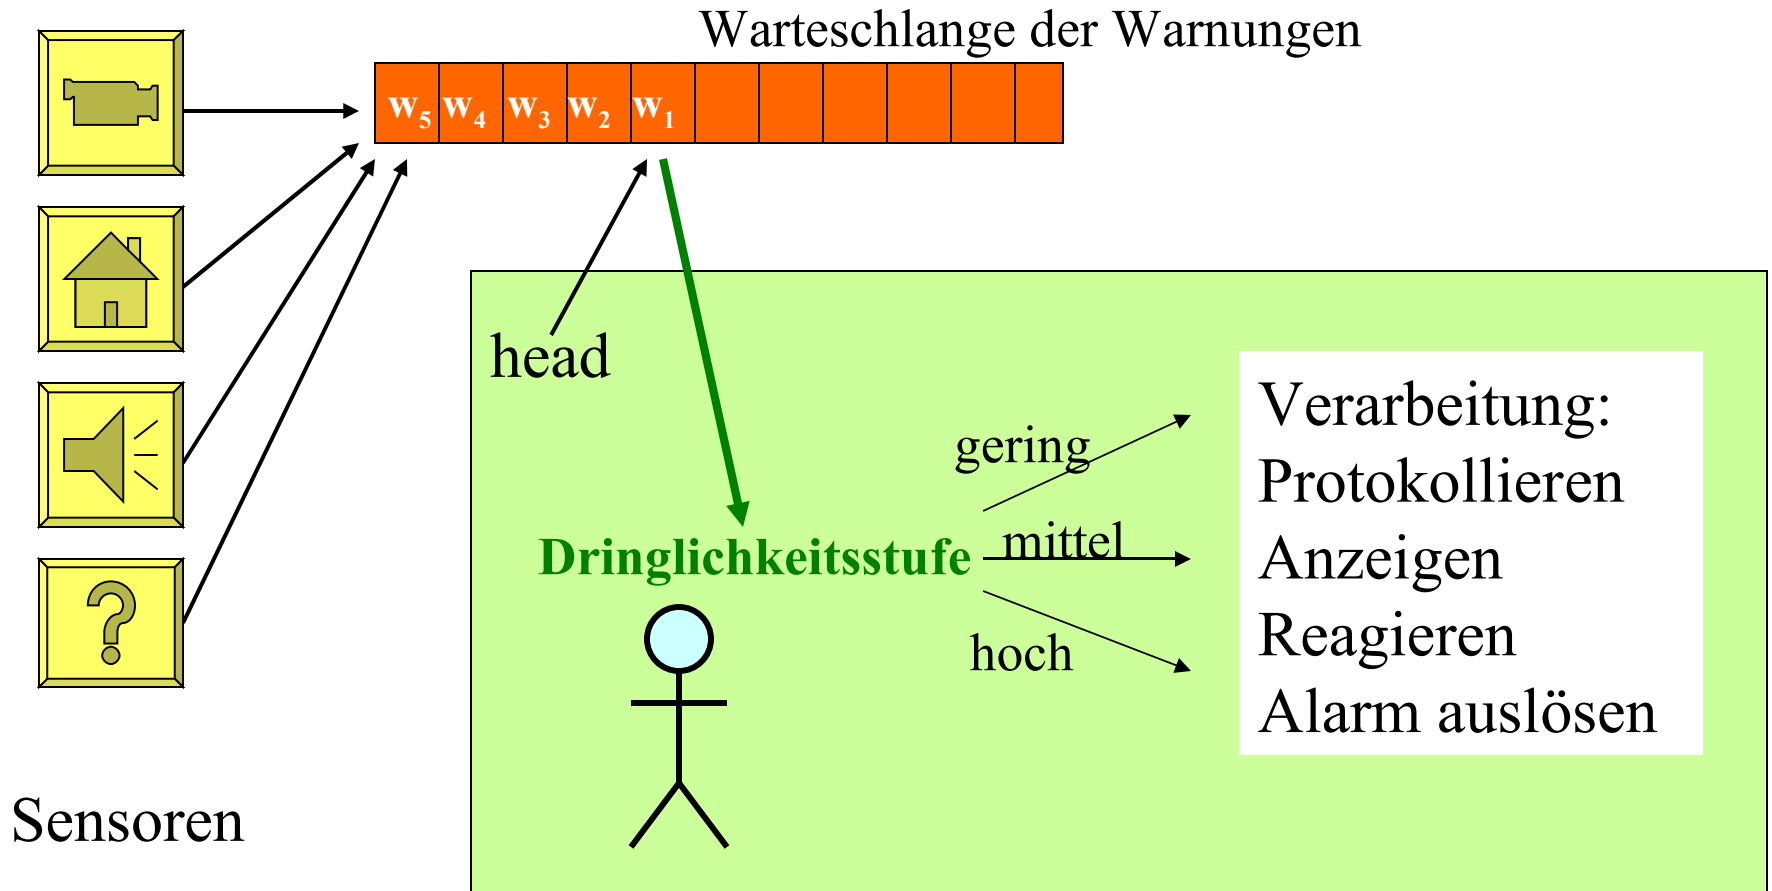 Warteschlange der Warnungen
w5 w4 w3 w2 w1
head
gering
mittel
Dringlichkeitsstufe
hoch
Verarbeitung:
Protokollieren
Anzeigen
Reagieren
Alarm auslösen
Sensoren